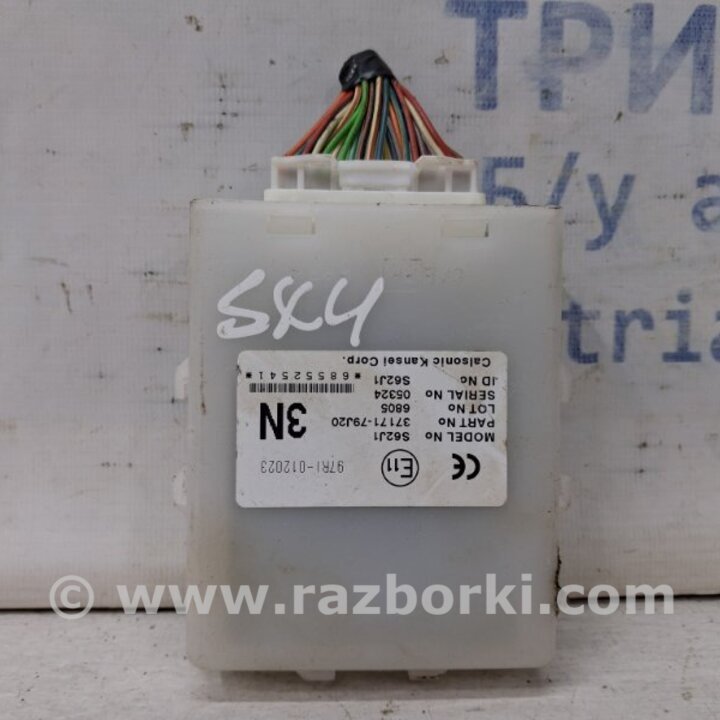 ТРИ
Б/у а
tria
SX4
CE E11 97RI-012023
MODEL No S62J1
PART No 37171-79J20
LOT No 6805
SERIAL No 05324
ID No S62J1
3N
*68552541*
Calsonic Kansei Corp.
© www.razborki.com